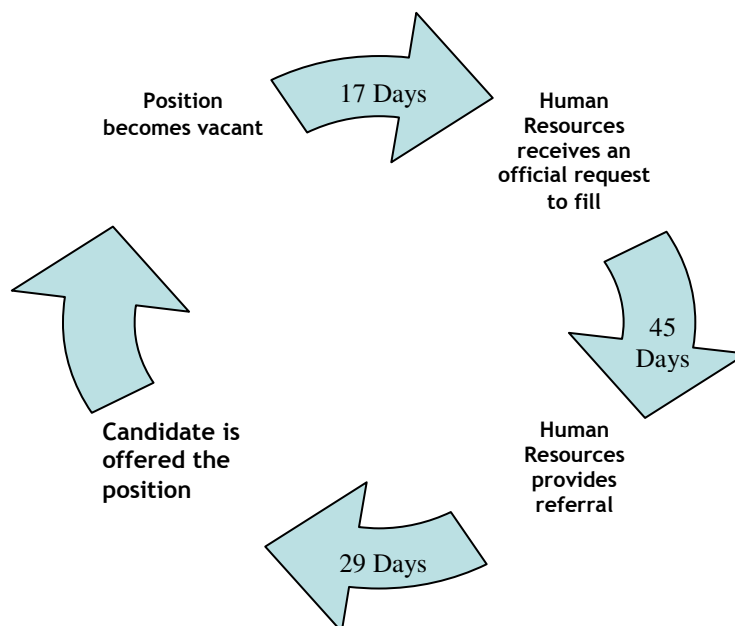 Position
becomes vacant
17 Days
Human
Resources
receives an
official request
to fill
45
Days
Human
Resources
provides
referral
29 Days
Candidate is
offered the
position